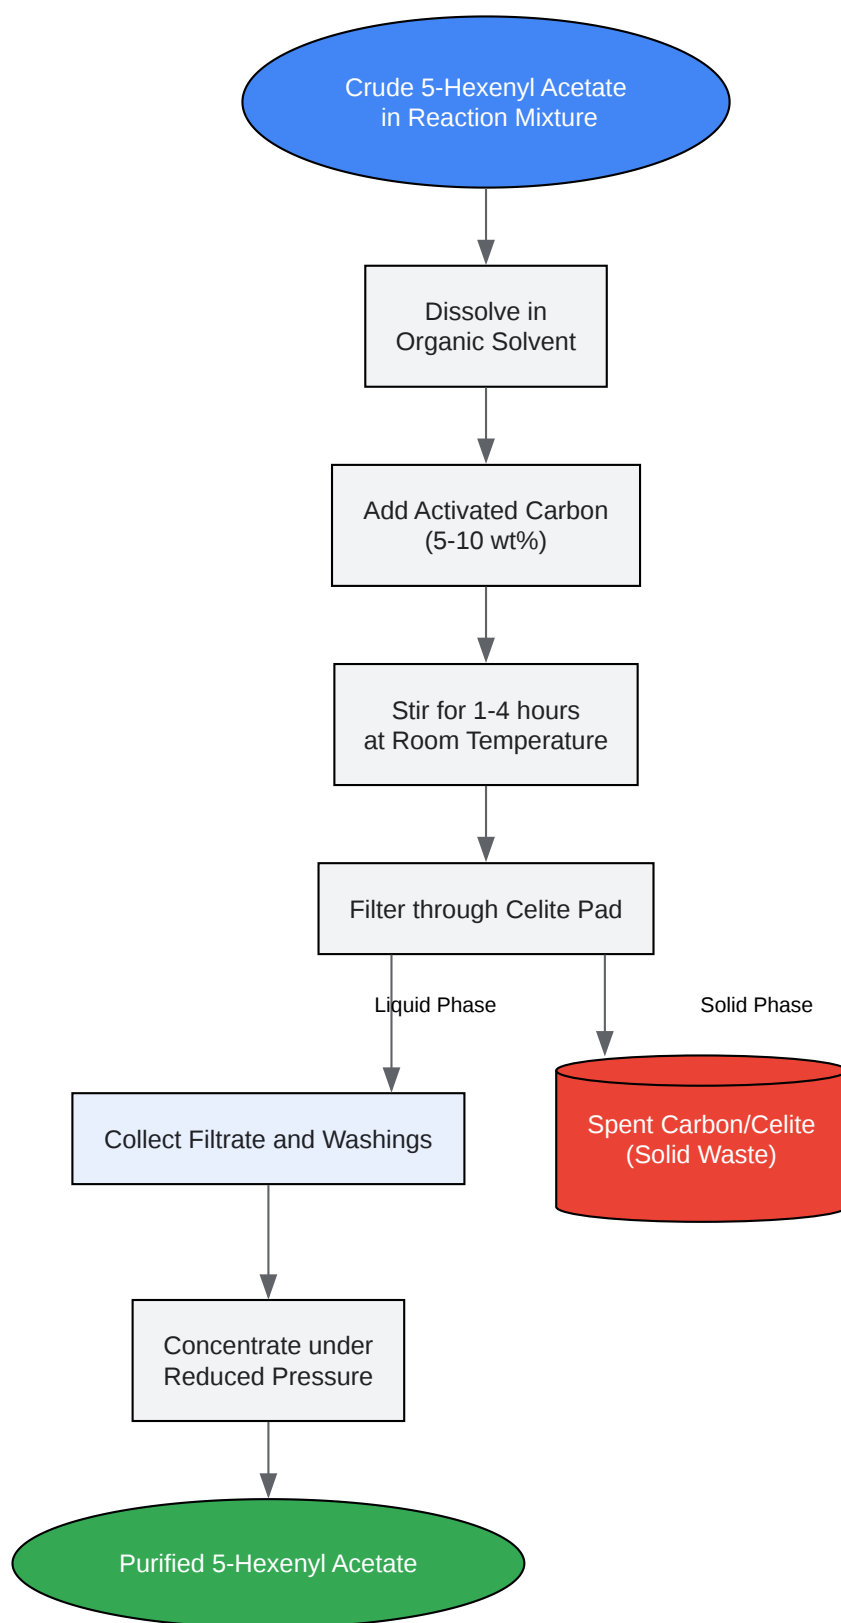 Crude 5-Hexenyl Acetate
in Reaction Mixture
Dissolve in
Organic Solvent
Add Activated Carbon
(5-10 wt%)
Stir for 1-4 hours
at Room Temperature
Filter through Celite Pad
Liquid Phase
Solid Phase
Spent Carbon/Celite
(Solid Waste)
Collect Filtrate and Washings
Concentrate under
Reduced Pressure
Purified 5-Hexenyl Acetate